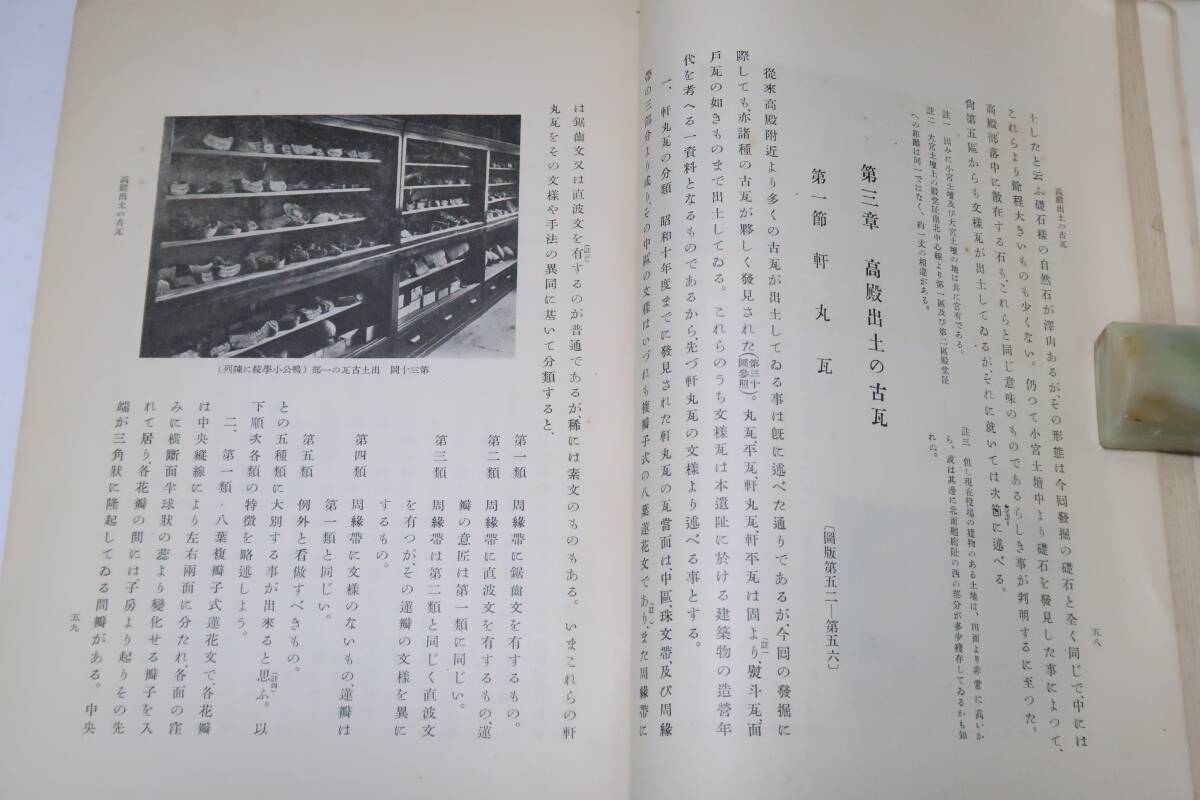 高殿出土の古瓦
五八
土したと云ふ礎石樣の自然石が澤山あるが、その形態は今回發掘の礎石と全く同じで、中には
これらより餘程大きいものも少くない。仍つて小宮土壇中より礎石を發見した事によつて、
高殿部落中に散在する石も、これらと同じ意味のものであるらしき事が判明するに至つた。
尙第五區からも文樣瓦が出土してゐるがそれに就いては次節に述べる。
註一 因みに小宮土壇及び大宮土壇の地は共に官有である。
註二 大宮土壇上の殿堂阯南北中心線より第一區及び第二區殿堂阯
への距離は同一ではなく、約一丈の相違がある。
註三 但し現在役場の建物のある土地は、四面より非常に高いか
ら、或は其邊に北面廻廊阯の西の部分が多少殘存してゐるかも知
れぬ。
第三章 高殿出土の古瓦
〔圖版第五二―第五六〕
第一節 軒丸瓦
從來高殿附近より多くの古瓦が出土してゐる事は旣に述べた通りであるが、今回の發掘に
際しても、亦諸種の古瓦が夥しく發見された(第三十圖參照)。丸瓦、平瓦、軒丸瓦、軒平瓦は固より、(註一)熨斗瓦、面
戶瓦の如きものまで出土してゐる。これらのうち文樣瓦は本遺阯に於ける建築物の造營年
代を考へる一資料となるものであるから、先づ軒丸瓦の文樣より述べる事とする。
一、軒丸瓦の分類 昭和十年度までに發見された軒丸瓦の瓦當面は、中區、珠文帶、及び周緣
帶の三部分より成り、その中區の文樣はいづれも複瓣子式の八葉蓮花文であり、また周緣帶に
は鋸齒文又は直波文を有するのが普通であるが、稀には素文のものもある。いまこれらの軒
丸瓦をその文樣や手法の異同に基いて分類すると、
第三十圖 出土古瓦の一部(鴨公小學校に陳列)
第一類 周緣帶に鋸齒文を有するもの。
第二類 周緣帶に直波文を有するもの、蓮
瓣の意匠は第一類に同じい。
第三類 周緣帶は第二類と同じく直波文
を有つが、その蓮瓣の文樣を異に
するもの。
第四類 周緣帶に文樣のないもの、蓮瓣は
第一類と同じい。
第五類 例外と看做すべきもの。
との五種類に大別する事が出來ると思ふ。以
下順次各類の特徵を略述しよう。
二、第一類 八葉複瓣子式蓮花文で、各花瓣
は中央縱線により左右兩面に分たれ、各面の窪
みに橫斷面半球狀の蕊より變化せる瓣子を入
れて居り、各花瓣の間には、子房より起りその先
端が三角狀に隆起してゐる間瓣がある。中央
高殿出土の古瓦
五九